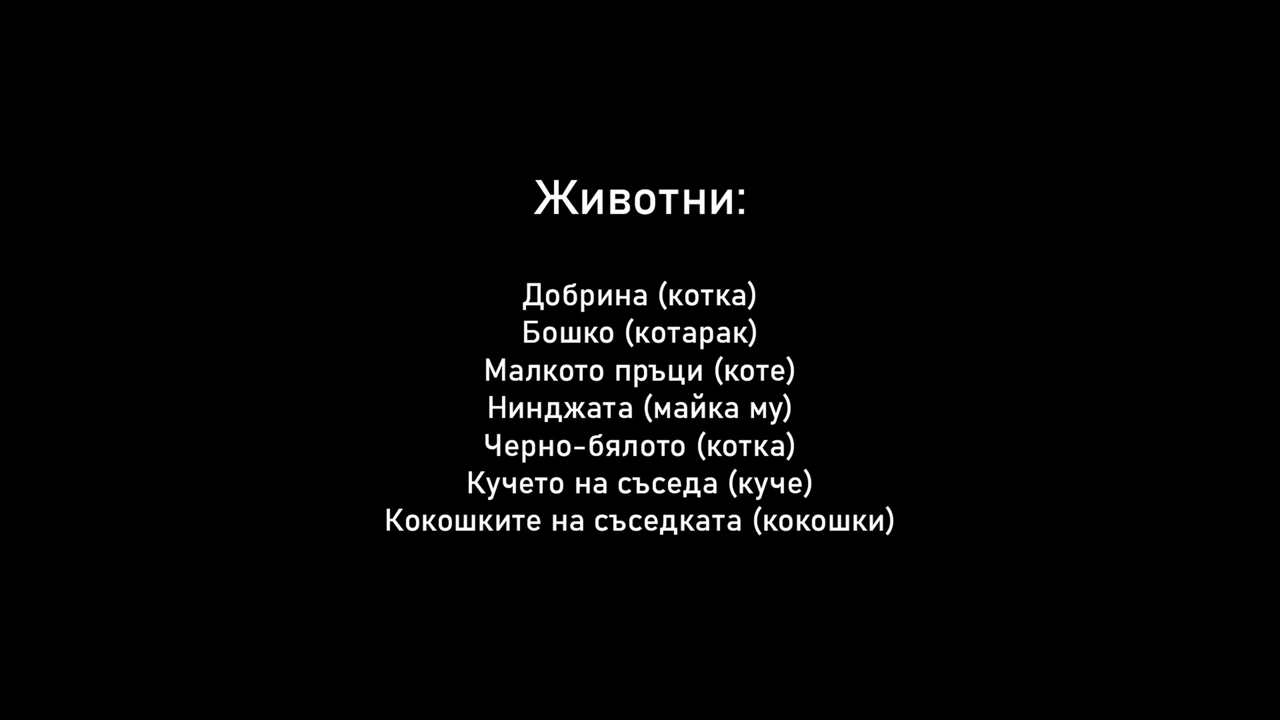 Животни:
Добрина (котка)
Бошко (котарак)
Малкото пръци (коте)
Нинджата (майка му)
Черно-бялото (котка)
Кучето на съседа (куче)
Кокошките на съседката (кокошки)